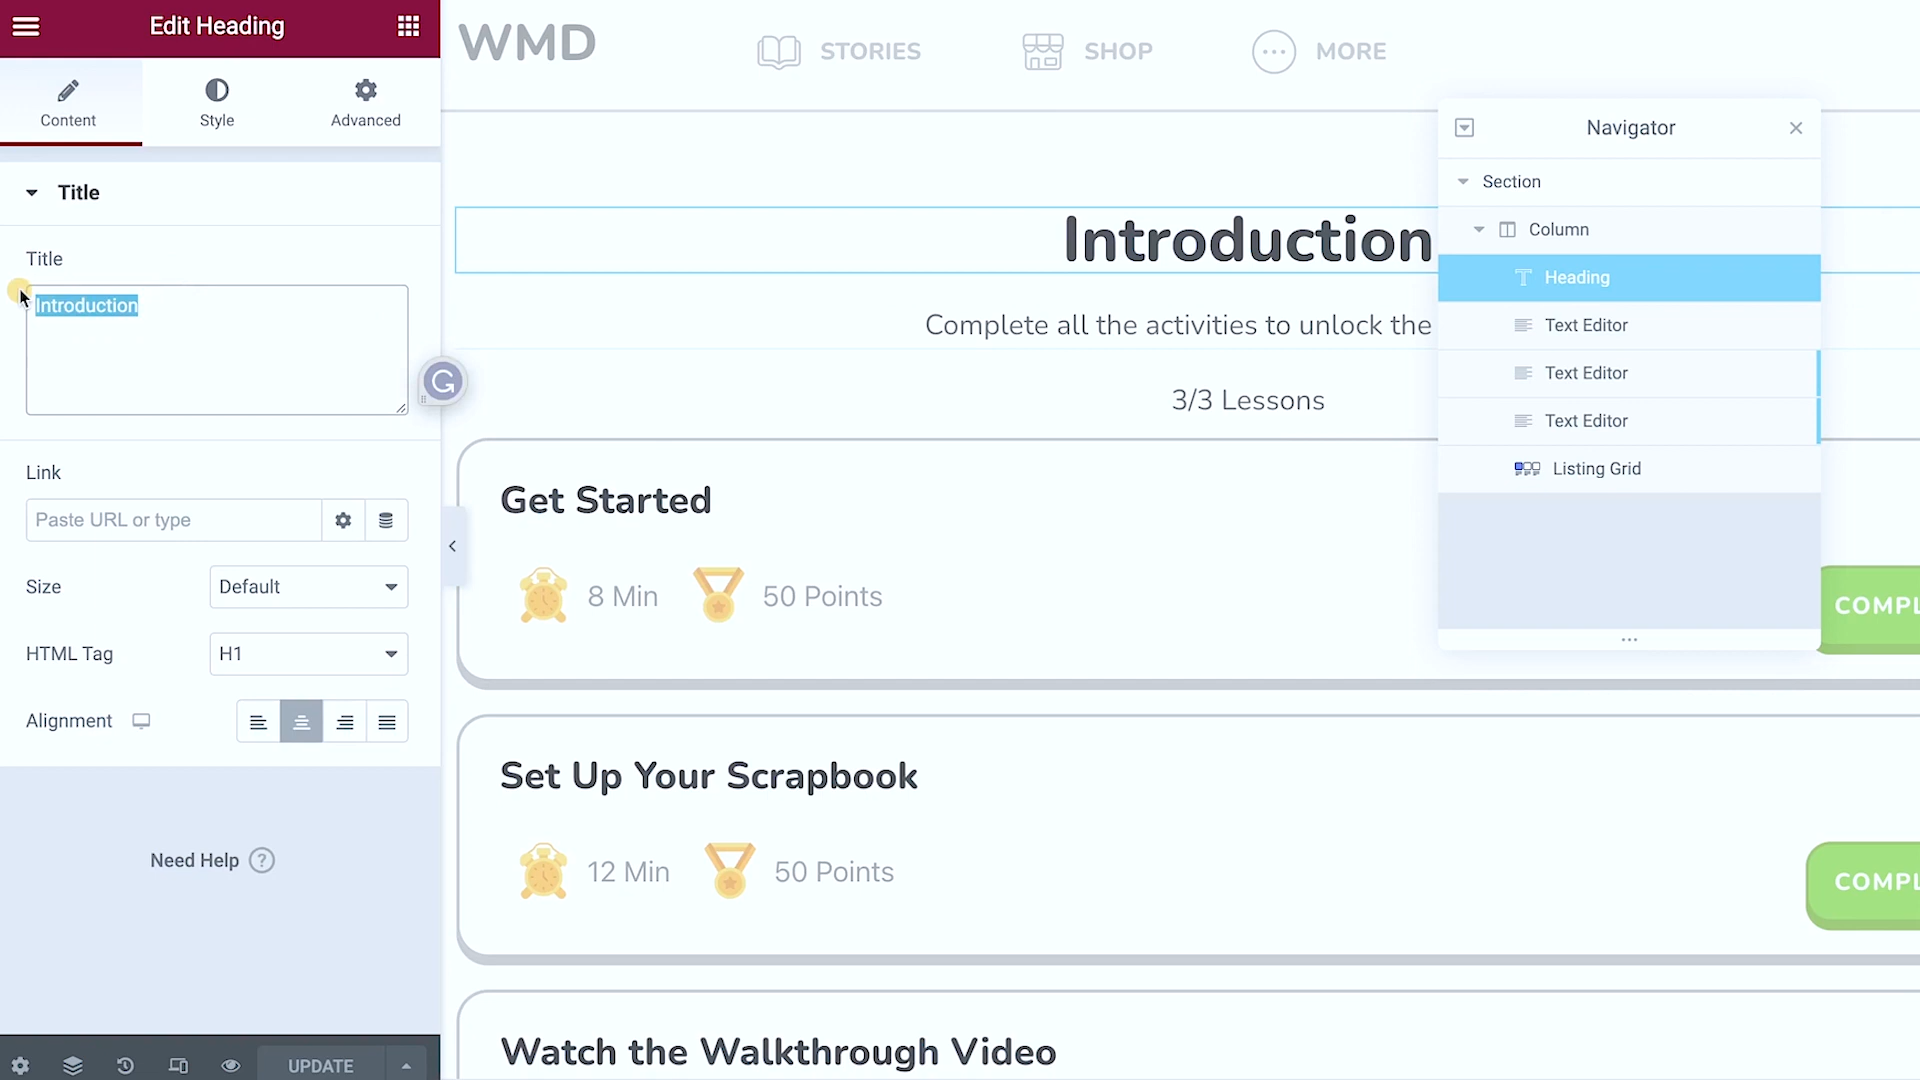 Edit Heading
Content
Style
Advanced
Title
Title
Introduction
Link
Paste URL or type
Size
Default
HTML Tag
H1
Alignment
Need Help ?
UPDATE
WMD
STORIES
SHOP
MORE
Introduction
Complete all the activities to unlock the
3/3 Lessons
Get Started
8 Min
50 Points
COMPL
Set Up Your Scrapbook
12 Min
50 Points
COMPL
Watch the Walkthrough Video
Navigator
Section
Column
Heading
Text Editor
Text Editor
Text Editor
Listing Grid